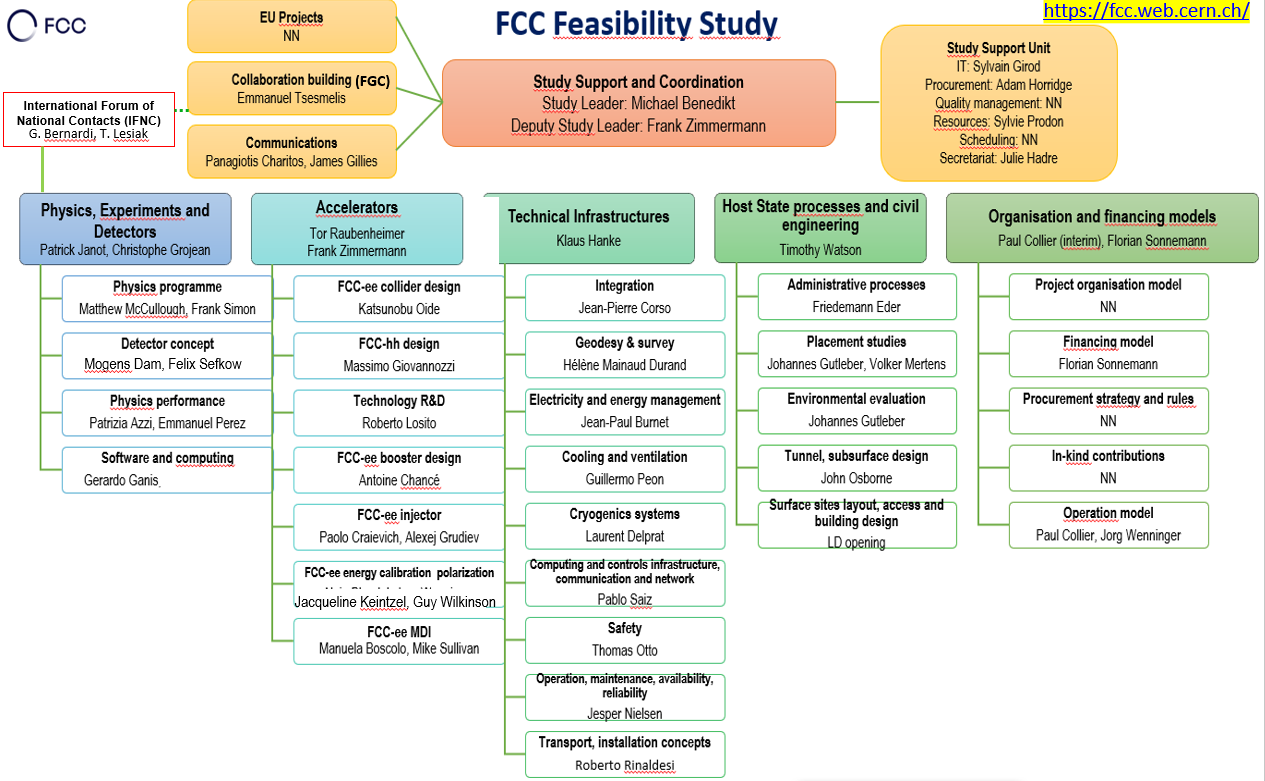 FCC
FCC Feasibility Study
https://fcc.web.cern.ch/
EU Projects
NN
Collaboration building (FGC)
Emmanuel Tsesmelis
Communications
Panagiotis Charitos, James Gillies
International Forum of
National Contacts (IFNC)
G. Bernardi, T. Lesiak
Study Support and Coordination
Study Leader: Michael Benedikt
Deputy Study Leader: Frank Zimmermann
Study Support Unit
IT: Sylvain Girod
Procurement: Adam Horridge
Quality management: NN
Resources: Sylvie Prodon
Scheduling: NN
Secretariat: Julie Hadre
Physics, Experiments and
Detectors
Patrick Janot, Christophe Grojean
Physics programme
Matthew McCullough, Frank Simon
Detector concept
Mogens Dam, Felix Sefkow
Physics performance
Patrizia Azzi, Emmanuel Perez
Software and computing
Gerardo Ganis
Accelerators
Tor Raubenheimer
Frank Zimmermann
FCC-ee collider design
Katsunobu Oide
FCC-hh design
Massimo Giovannozzi
Technology R&D
Roberto Losito
FCC-ee booster design
Antoine Chancé
FCC-ee injector
Paolo Craievich, Alexej Grudiev
FCC-ee energy calibration polarization
Jacqueline Keintzel, Guy Wilkinson
FCC-ee MDI
Manuela Boscolo, Mike Sullivan
Technical Infrastructures
Klaus Hanke
Integration
Jean-Pierre Corso
Geodesy & survey
Hélène Mainaud Durand
Electricity and energy management
Jean-Paul Burnet
Cooling and ventilation
Guillermo Peon
Cryogenics systems
Laurent Delprat
Computing and controls infrastructure,
communication and network
Pablo Saiz
Safety
Thomas Otto
Operation, maintenance, availability,
reliability
Jesper Nielsen
Transport, installation concepts
Roberto Rinaldesi
Host State processes and civil
engineering
Timothy Watson
Administrative processes
Friedemann Eder
Placement studies
Johannes Gutleber, Volker Mertens
Environmental evaluation
Johannes Gutleber
Tunnel, subsurface design
John Osborne
Surface sites layout, access and
building design
LD opening
Organisation and financing models
Paul Collier (interim), Florian Sonnemann
Project organisation model
NN
Financing model
Florian Sonnemann
Procurement strategy and rules
NN
In-kind contributions
NN
Operation model
Paul Collier, Jorg Wenninger